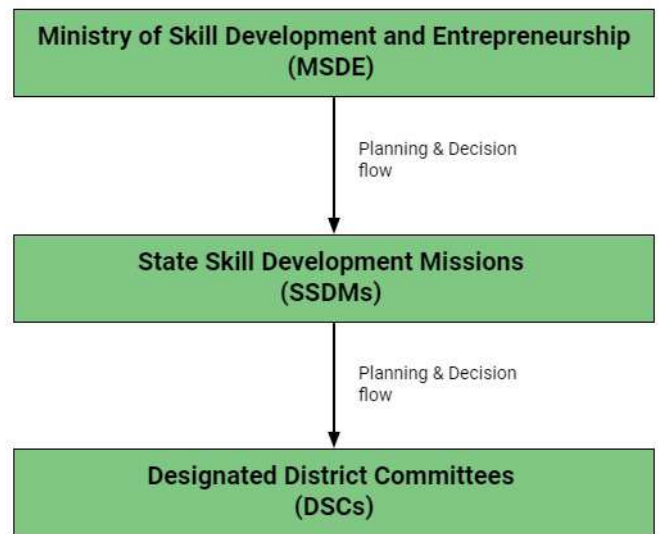 Ministry of Skill Development and Entrepreneurship
(MSDE)
Planning & Decision
flow
State Skill Development Missions
(SSDMs)
Planning & Decision
flow
Designated District Committees
(DSCs)